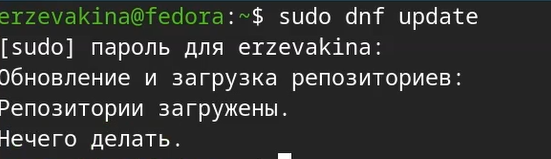 erzevakina@fedora:~$ sudo dnf update
[sudo] пароль для erzevakina:
Обновление и загрузка репозиториев:
Репозитории загружены.
Нечего делать.